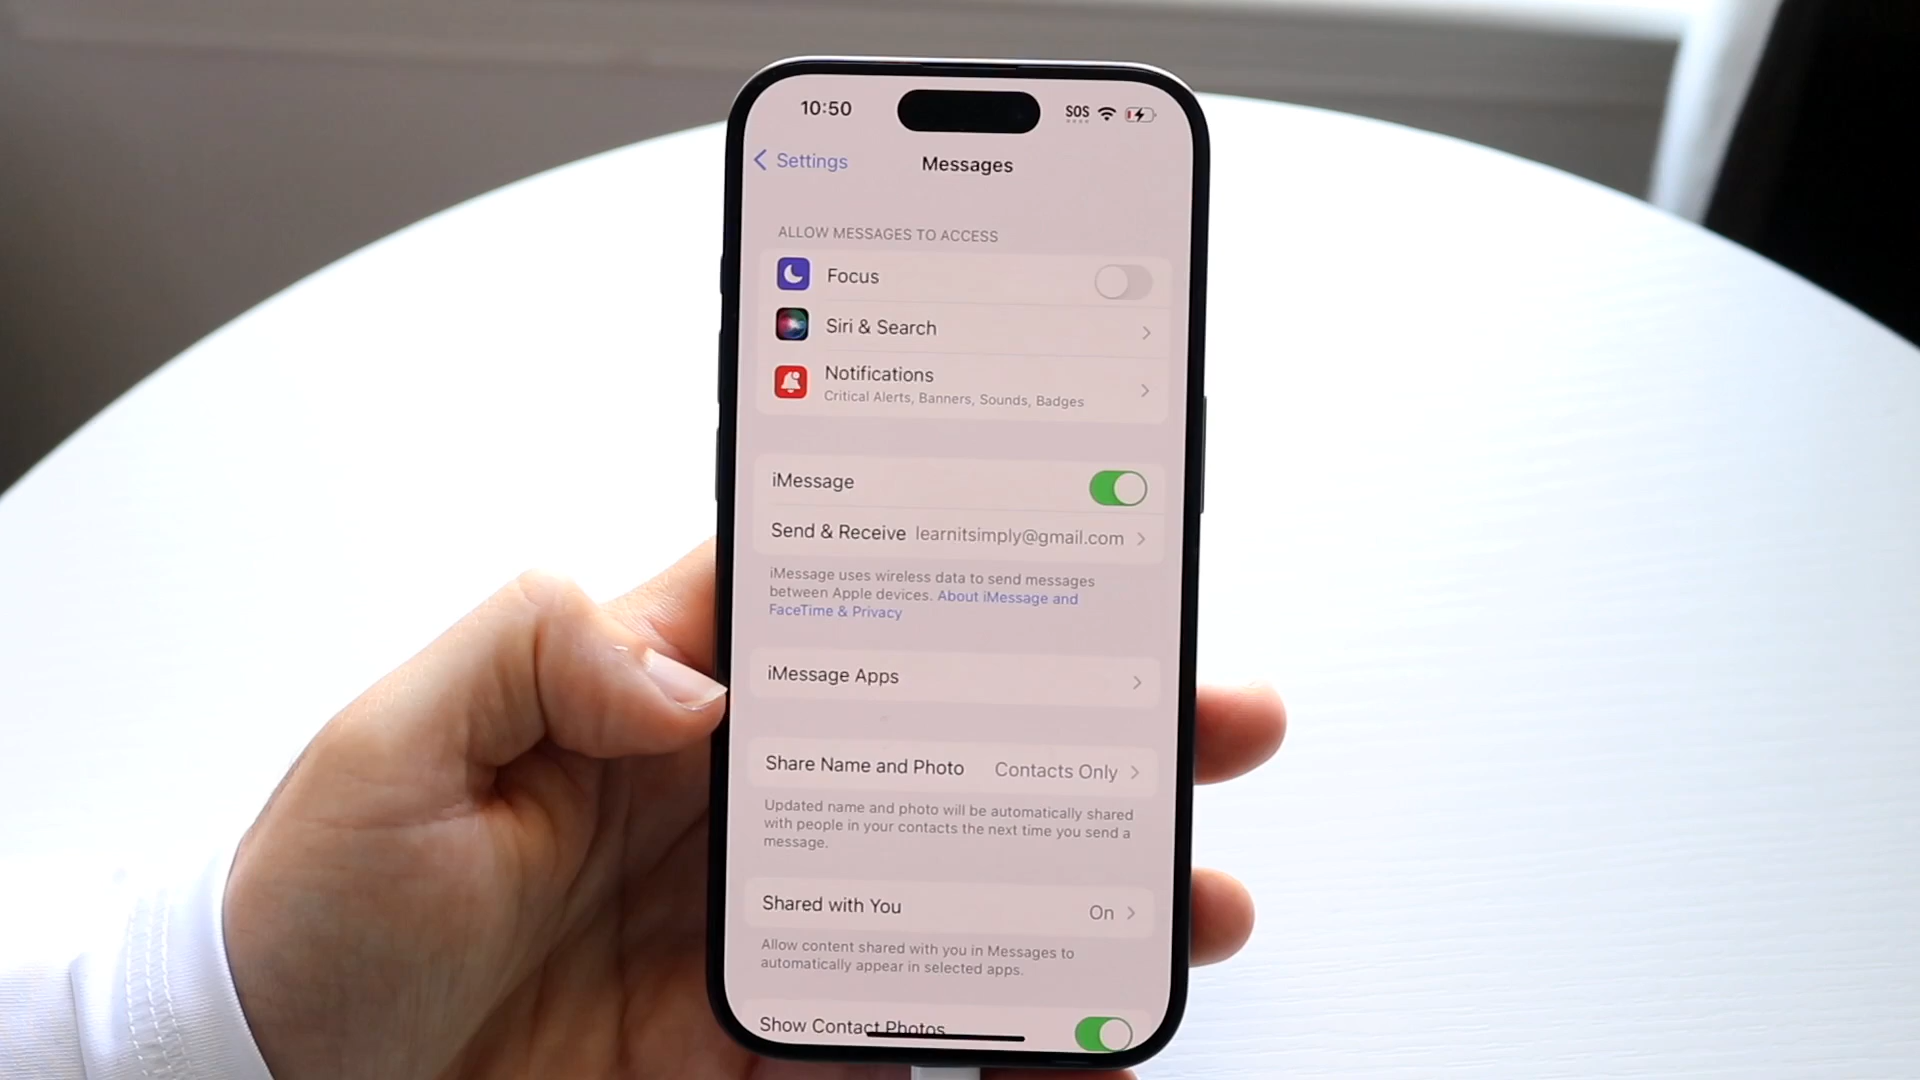 10:50 SOS
Settings Messages
ALLOW MESSAGES TO ACCESS
Focus
Siri & Search
Notifications
Critical Alerts, Banners, Sounds, Badges
iMessage
Send & Receive learnitsimply@gmail.com
iMessage uses wireless data to send messages
between Apple devices. About iMessage and
FaceTime & Privacy
iMessage Apps
Share Name and Photo Contacts Only
Updated name and photo will be automatically shared
with people in your contacts the next time you send a
message.
Shared with You On
Allow content shared with you in Messages to
automatically appear in selected apps.
Show Contact Photos